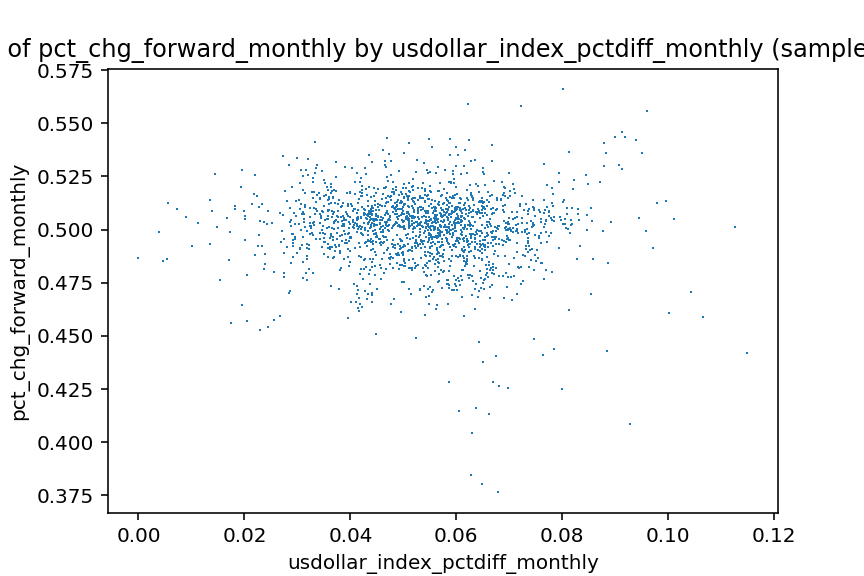 of pct_chg_forward_monthly by usdollar_index_pctdiff_monthly (sample
0.575
0.550
0.525
0.500
0.475
0.450
0.425
0.400
0.375
pct_chg_forward_monthly
0.00 0.02 0.04 0.06 0.08 0.10 0.12
usdollar_index_pctdiff_monthly